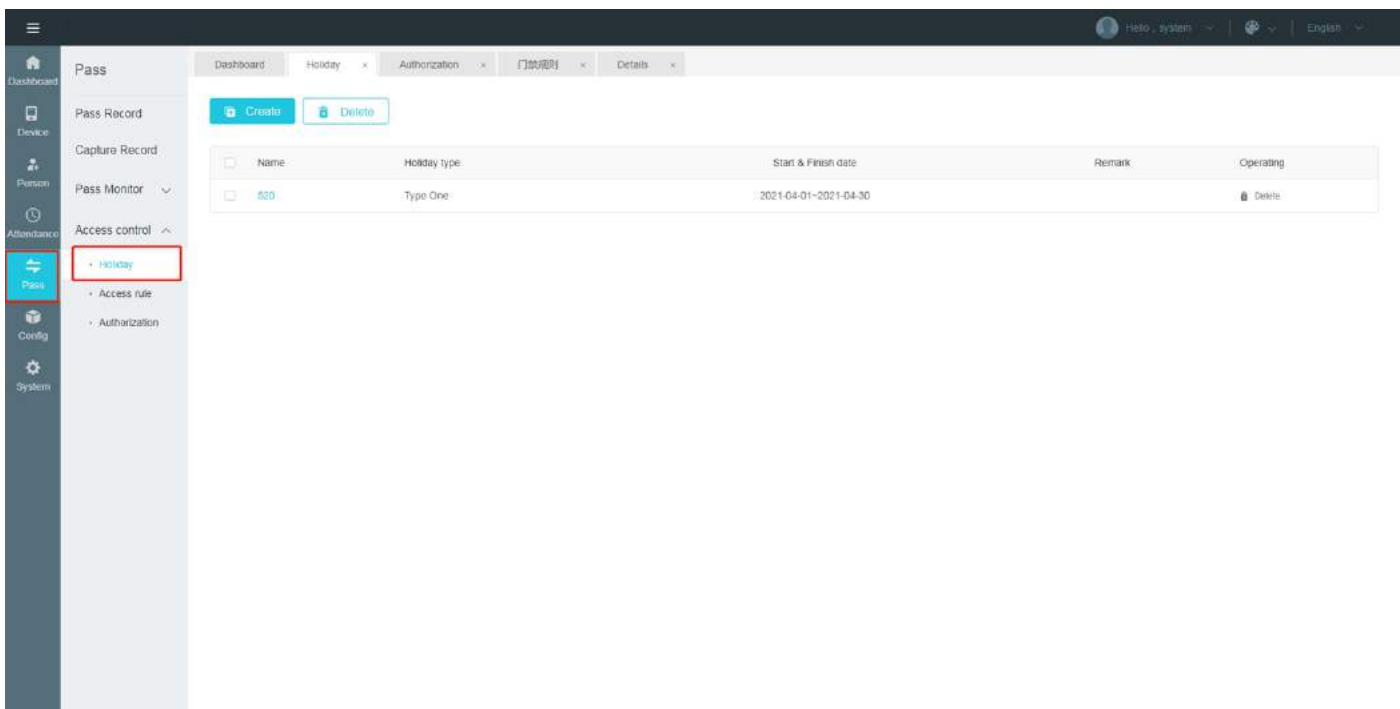 Hello , system
English
Dashboard
Device
Person
Attendance
Pass
Config
System
Pass
Pass Record
Capture Record
Pass Monitor
Access control
Holiday
Access rule
Authorization
Dashboard Holiday × Authorization × 门禁规则 × Details ×
Create Delete
Name Holiday type Start & Finish date Remark Operating
520 Type One 2021-04-01~2021-04-30 Delete